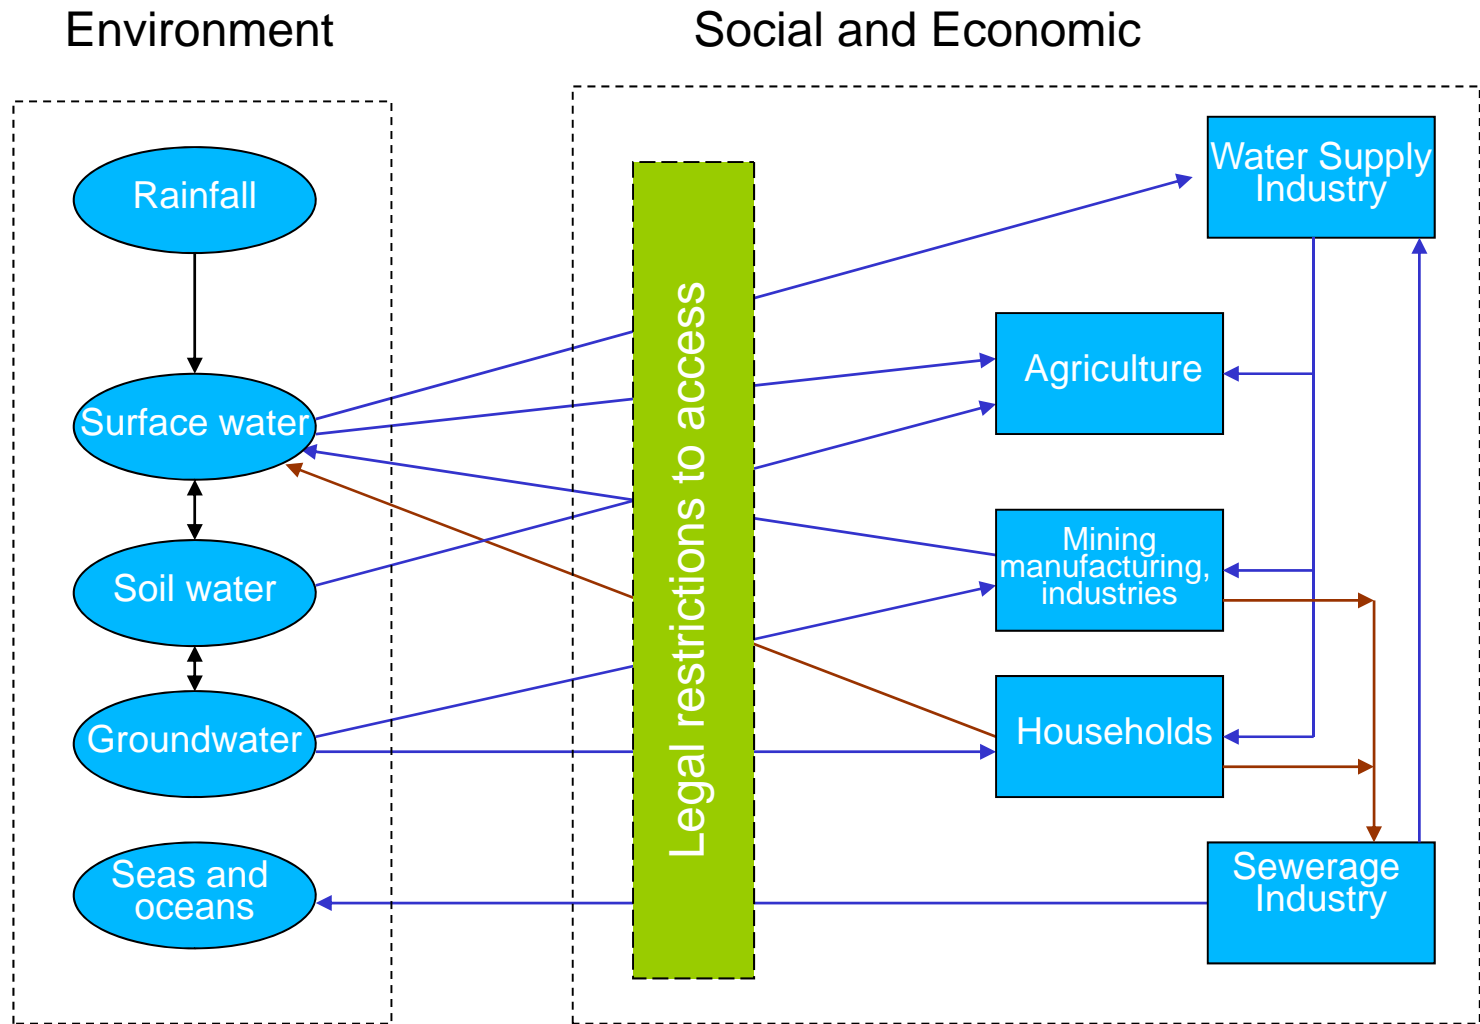 Environment
Social and Economic
Rainfall
Surface water
Soil water
Groundwater
Seas and
oceans
Legal restrictions to access
Water Supply
Industry
Agriculture
Mining
manufacturing,
industries
Households
Sewerage
Industry